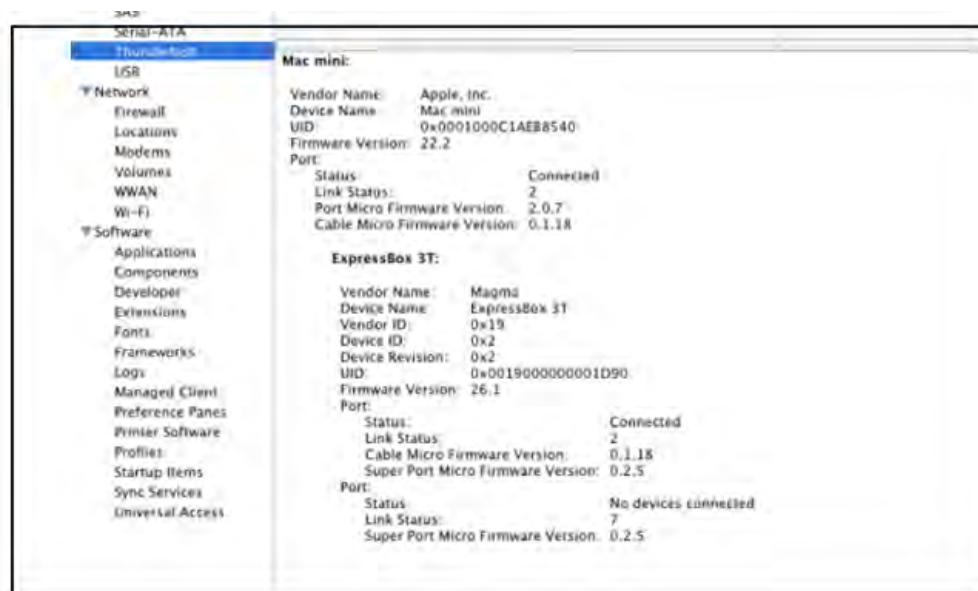 SAS
Serial-ATA
Thunderbolt
USB
▼ Network
Firewall
Locations
Modems
Volumes
WWAN
Wi-Fi
▼ Software
Applications
Components
Developer
Extensions
Fonts
Frameworks
Logs
Managed Client
Preference Panes
Printer Software
Profiles
Startup Items
Sync Services
Universal Access
Mac mini:
Vendor Name: Apple, Inc.
Device Name: Mac mini
UID: 0x0001000C1AEB8540
Firmware Version: 22.2
Port:
Status: Connected
Link Status: 2
Port Micro Firmware Version: 2.0.7
Cable Micro Firmware Version: 0.1.18
ExpressBox 3T:
Vendor Name: Magma
Device Name: ExpressBox 3T
Vendor ID: 0x19
Device ID: 0x2
Device Revision: 0x2
UID: 0x0019000000001D90
Firmware Version: 26.1
Port:
Status: Connected
Link Status: 2
Cable Micro Firmware Version: 0.1.18
Super Port Micro Firmware Version: 0.2.5
Port:
Status: No devices connected
Link Status: 7
Super Port Micro Firmware Version: 0.2.5